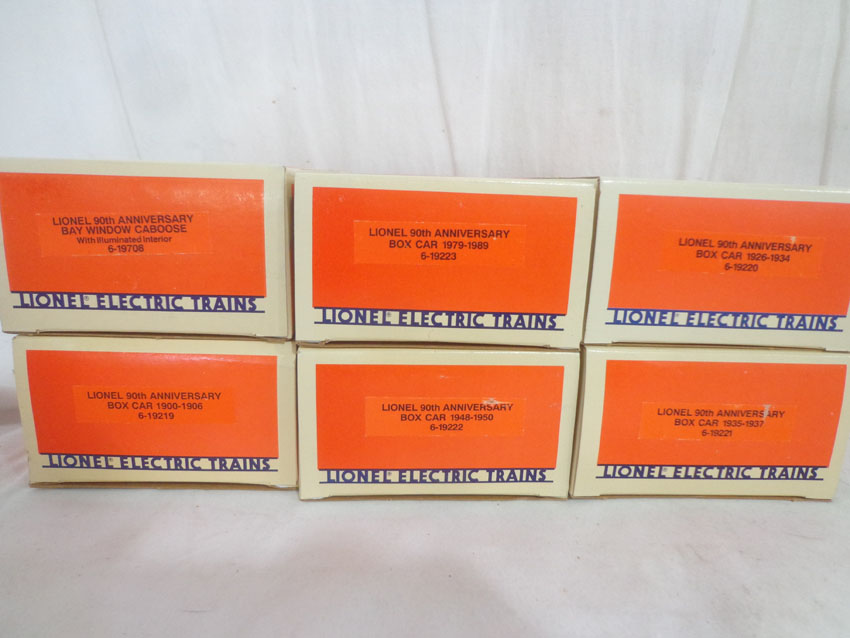 LIONEL 90th ANNIVERSARY
BAY WINDOW CABOOSE
With Illuminated Interior
6-19708
LIONEL® ELECTRIC TRAINS
LIONEL 90th ANNIVERSARY
BOX CAR 1979-1989
6-19223
LIONEL® ELECTRIC TRAINS
LIONEL 90th ANNIVERSARY
BOX CAR 1926-1934
6-19220
LIONEL® ELECTRIC TRAINS
LIONEL 90th ANNIVERSARY
BOX CAR 1900-1906
6-19219
LIONEL® ELECTRIC TRAINS
LIONEL 90th ANNIVERSARY
BOX CAR 1948-1950
6-19222
LIONEL® ELECTRIC TRAINS
LIONEL 90th ANNIVERSARY
BOX CAR 1935-1937
6-19221
LIONEL® ELECTRIC TRAINS